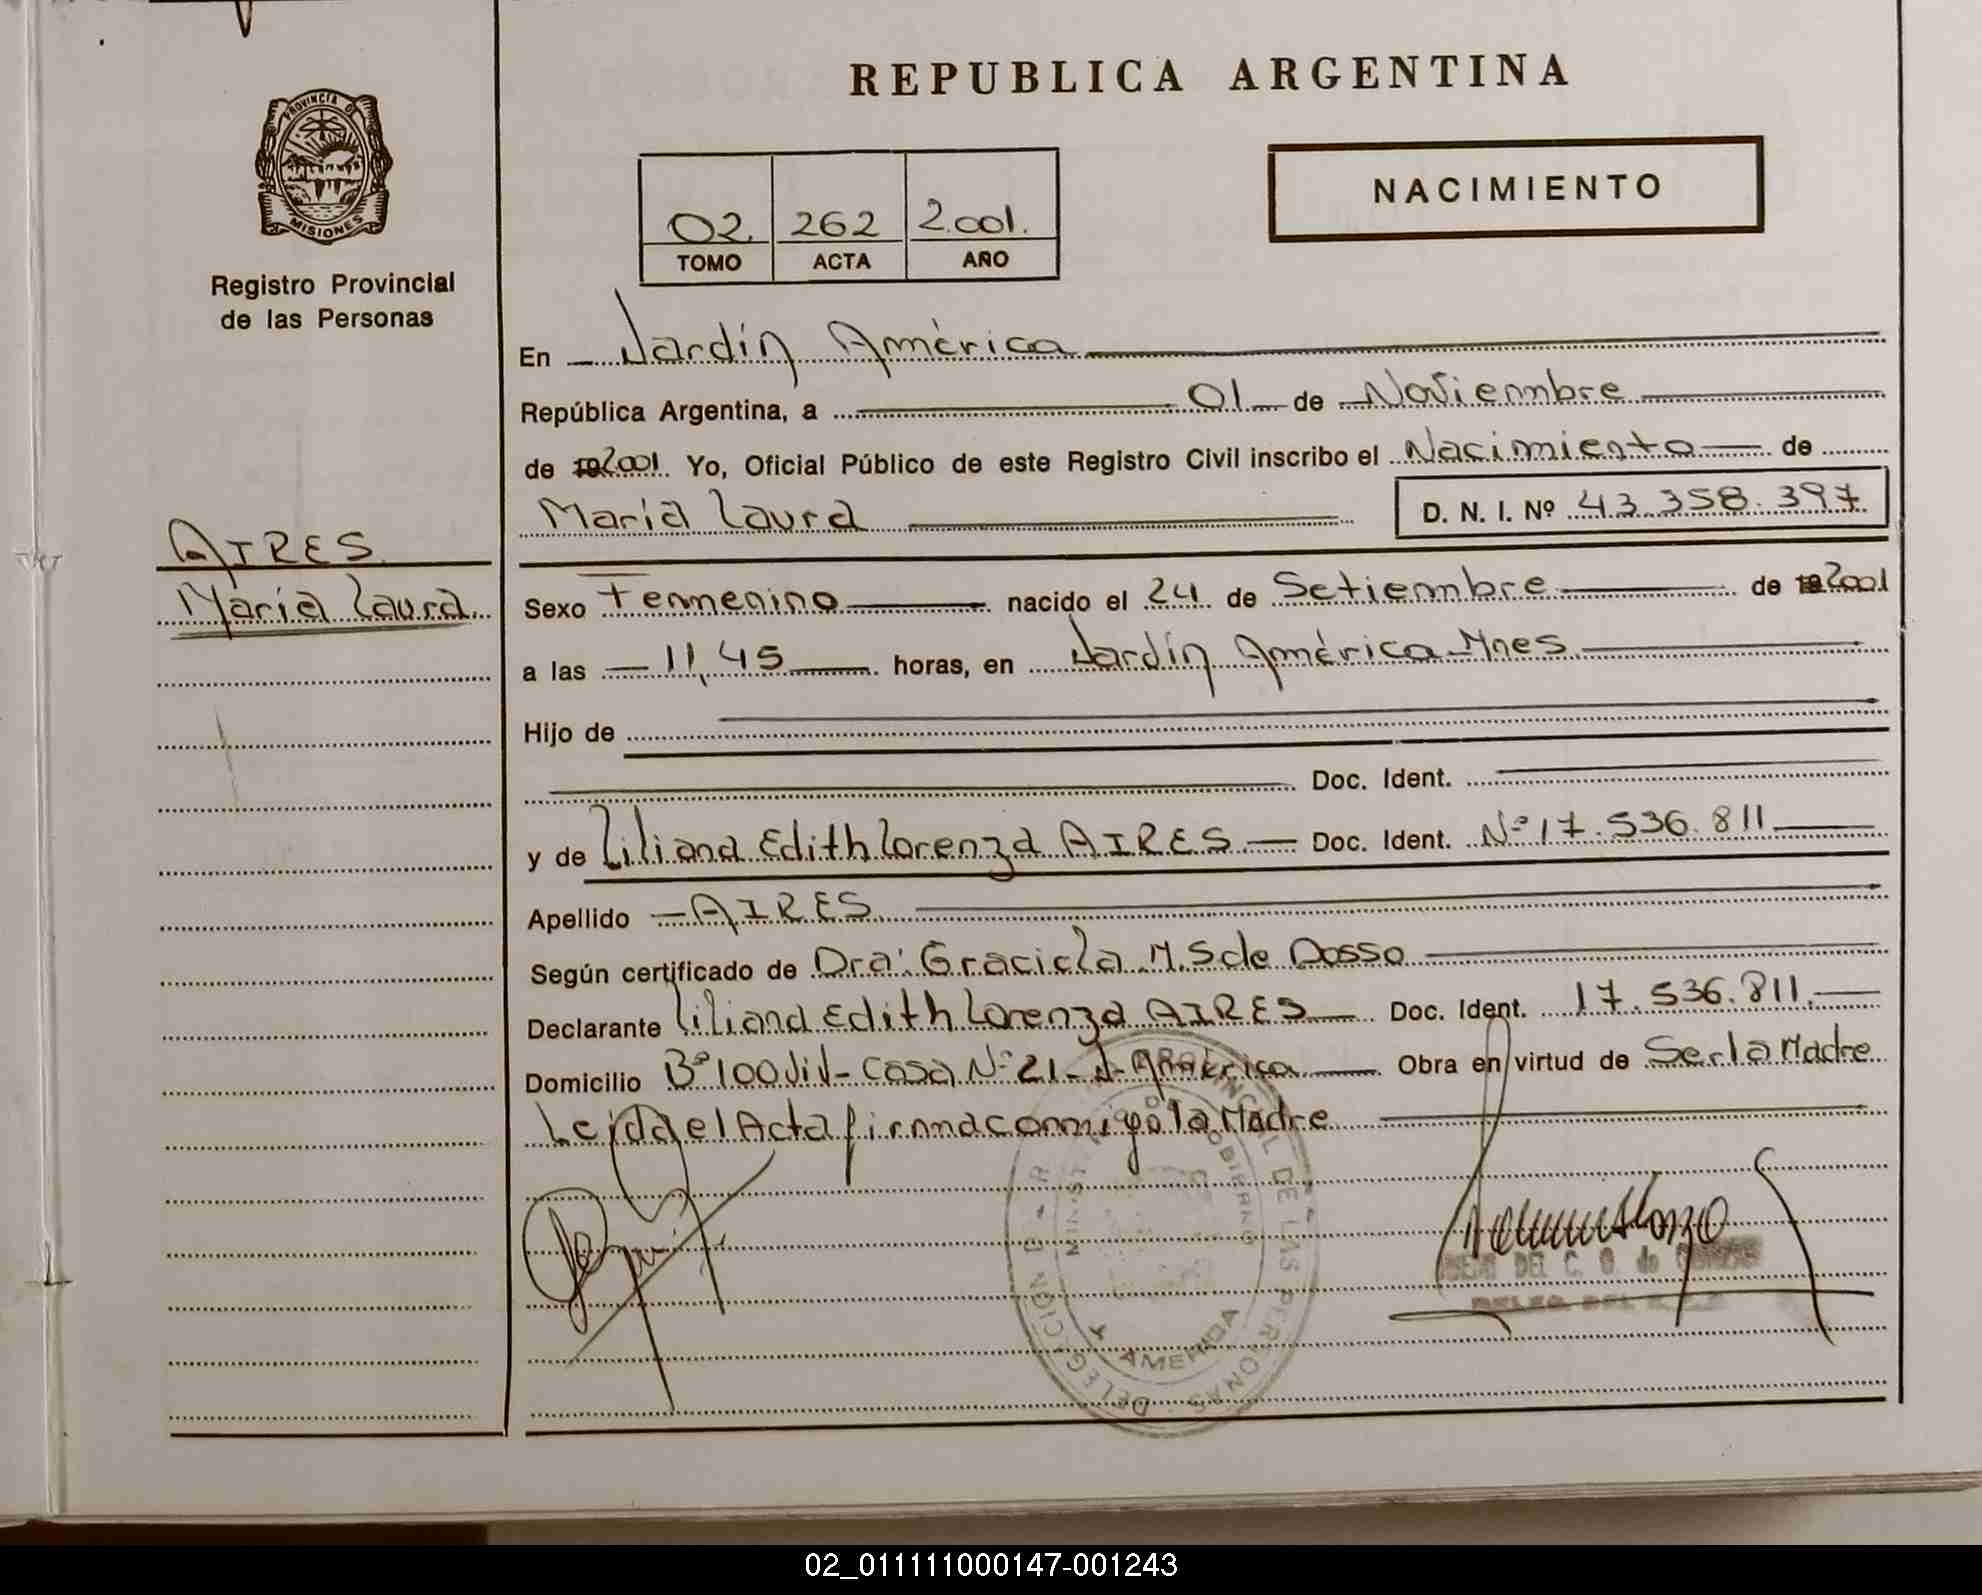 REPUBLICA ARGENTINA
PROVINCIA DE
MISIONES
Registro Provincial
de las Personas
02. 262 2.001.
TOMO ACTA AÑO
NACIMIENTO
En Jardín América
República Argentina, a 01 de Noviembre
de 2001. Yo, Oficial Público de este Registro Civil inscribo el Nacimiento de
María Laura D. N. I. Nº 43.358.397
AIRES
María Laura
Sexo Femenino nacido el 24 de Setiembre de 2001
a las 11,45 horas, en Jardín América-Mnes
Hijo de
Doc. Ident.
y de Liliana Edith Lorenza AIRES Doc. Ident. Nº 17.536.811
Apellido AIRES
Según certificado de Dra: Graciela M.S de Dosso
Declarante Liliana Edith Lorenza AIRES Doc. Ident. 17.536.811.
Domicilio Bº 100 Viv- Casa Nº 21-J-América Obra en virtud de Ser la Madre
Leída el Acta firma conmigo la Madre
DEL C.